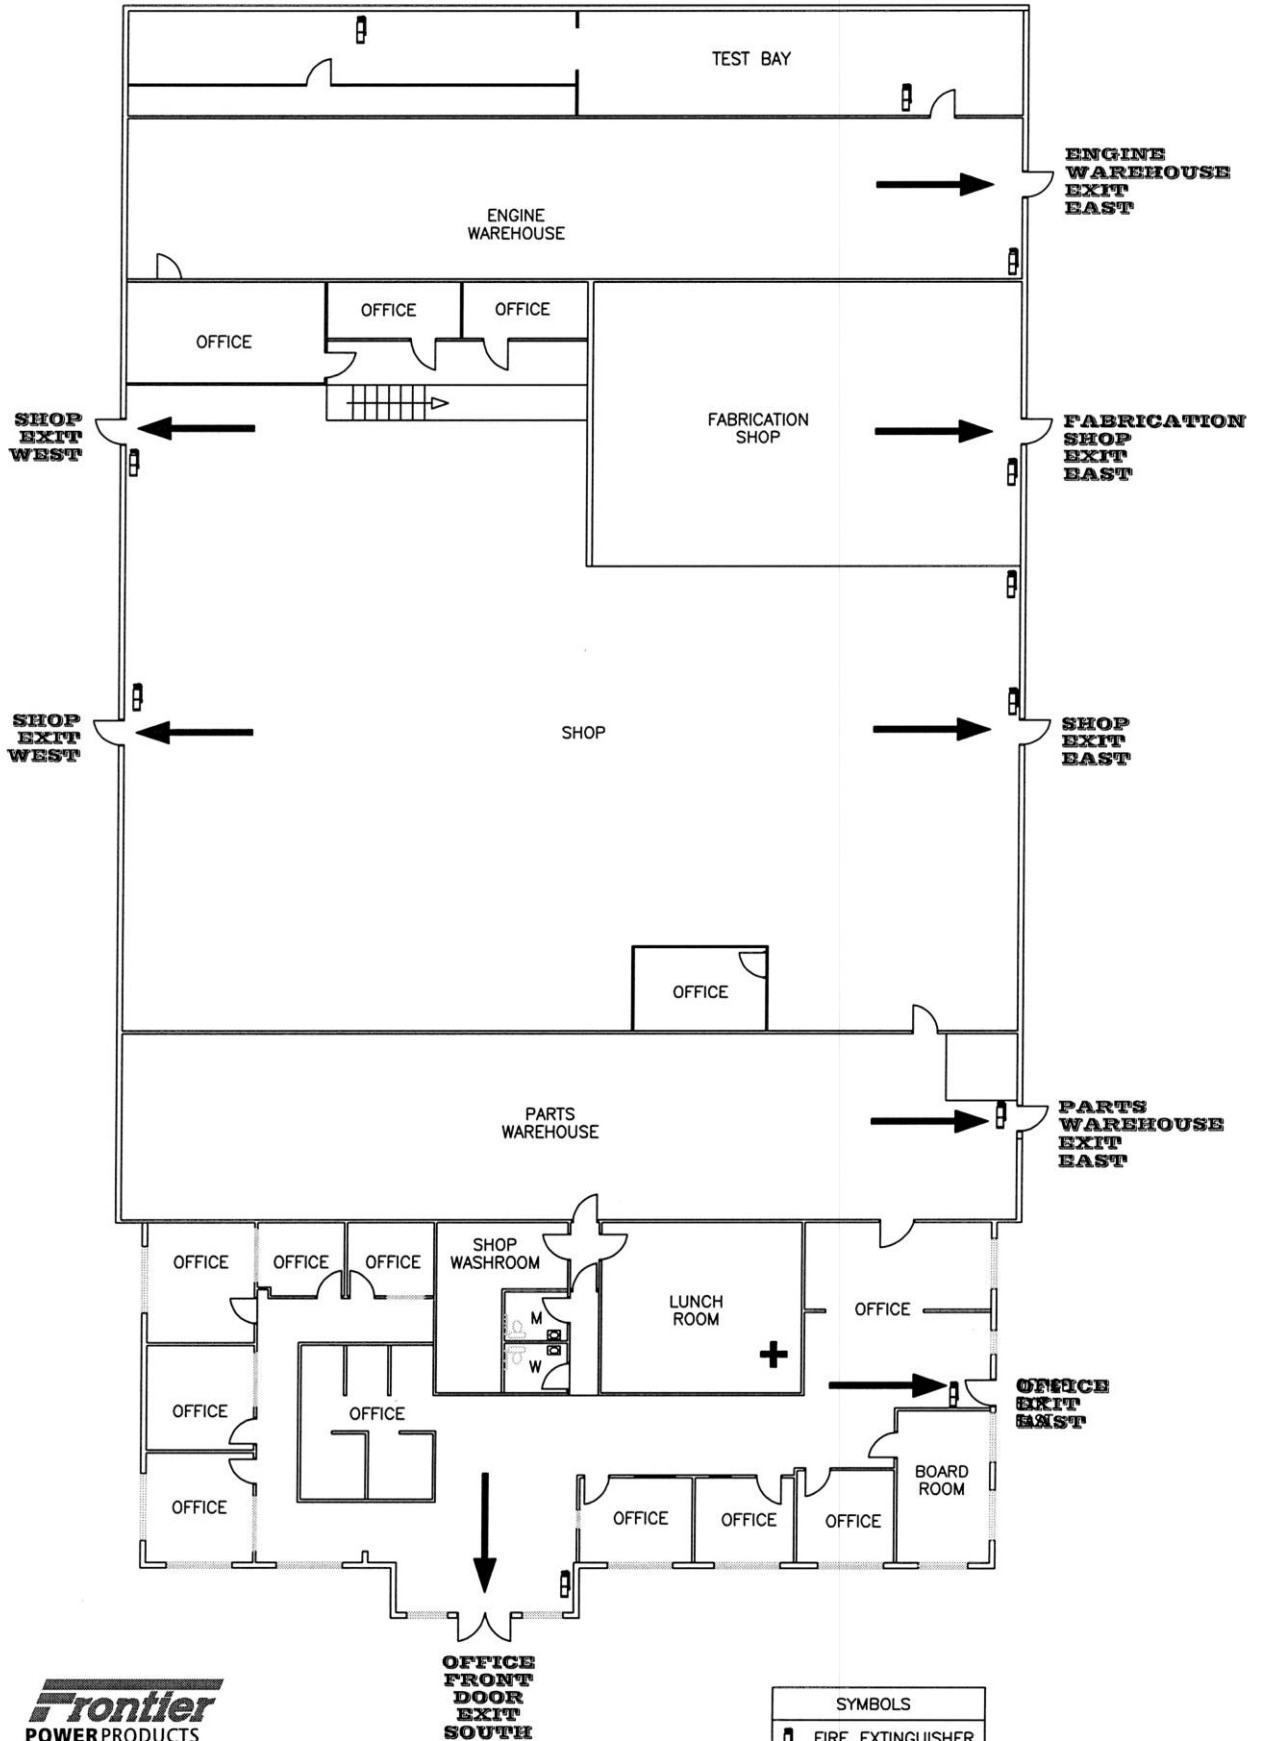 TEST BAY
ENGINE
WAREHOUSE
EXIT
EAST
ENGINE
WAREHOUSE
OFFICE
OFFICE
OFFICE
SHOP
EXIT
WEST
FABRICATION
SHOP
FABRICATION
SHOP
EXIT
EAST
SHOP
EXIT
WEST
SHOP
SHOP
EXIT
EAST
OFFICE
PARTS
WAREHOUSE
PARTS
WAREHOUSE
EXIT
EAST
OFFICE
OFFICE
OFFICE
SHOP
WASHROOM
M
W
LUNCH
ROOM
OFFICE
OFFICE
EXIT
EAST
OFFICE
OFFICE
OFFICE
BOARD
ROOM
OFFICE
OFFICE
OFFICE
OFFICE
FRONT
DOOR
EXIT
SOUTH
Frontier
POWERPRODUCTS
SYMBOLS
FIRE EXTINGUISHER